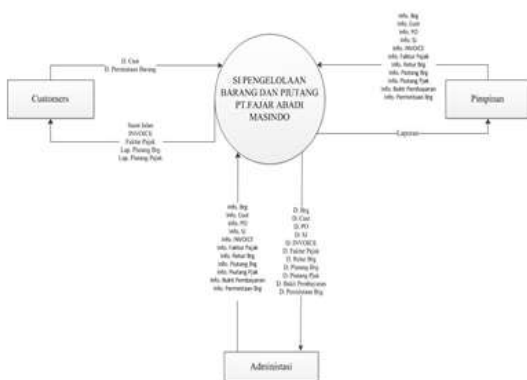 D. Cust
D. Permintaan Barang
Customers
Surat Jalan
INVOICE
Faktur Pajak
Lap. Piutang Brg
Lap. Piutang Pajak
SI PENGELOLAAN
BARANG DAN PIUTANG
PT.FAJAR ABADI
MASINDO
Info. Brg
Info. Cust
Info. PO
Info. SJ
Info. INVOICE
Info. Faktur Pajak
Info. Retur Brg
Info. Piutang Brg
Info. Piutang Pjak
Info. Bukti Pembayaran
Info. Permintaan Brg
Pimpinan
Laporan
Info. Brg
Info. Cust
Info. PO
Info. SJ
Info. INVOICE
Info. Faktur Pajak
Info. Retur Brg
Info. Piutang Brg
Info. Piutang Pjak
Info. Bukti Pembayaran
Info. Permintaan Brg
D. Brg
D. Cust
D. PO
D. SJ
D. INVOICE
D. Faktur Pajak
D. Retur Brg
D. Piutang Brg
D. Piutang Pjak
D. Bukti Pembayaran
D. Permintaan Brg
Administasi